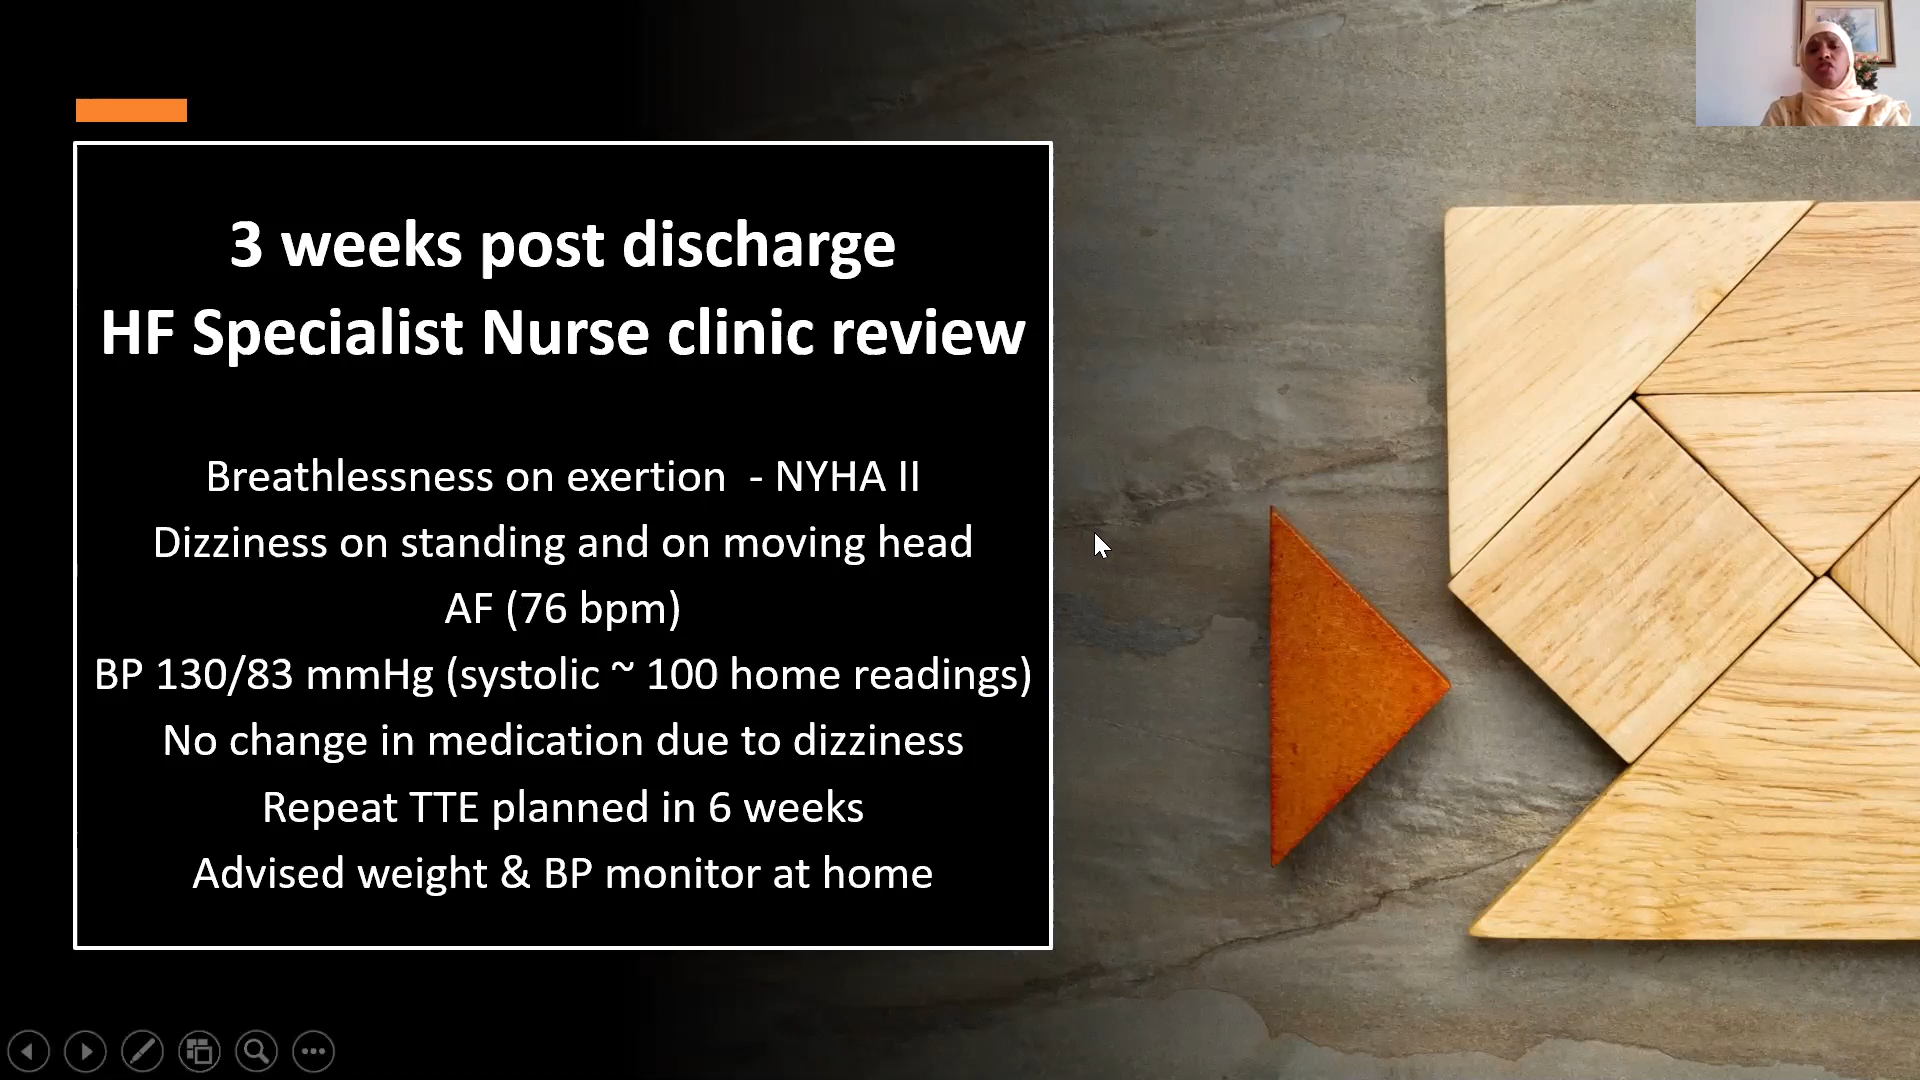 3 weeks post discharge
HF Specialist Nurse clinic review
Breathlessness on exertion  - NYHA II
Dizziness on standing and on moving head
AF (76 bpm)
BP 130/83 mmHg (systolic ~ 100 home readings)
No change in medication due to dizziness
Repeat TTE planned in 6 weeks
Advised weight & BP monitor at home